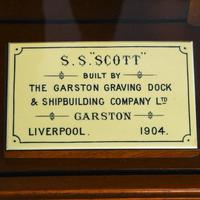 S.S. "SCOTT"
BUILT BY
THE GARSTON GRAVING DOCK
& SHIPBUILDING COMPANY LTD
GARSTON
LIVERPOOL. 1904.